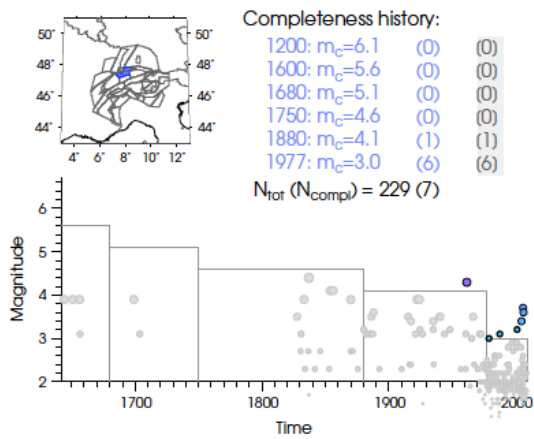 Completeness history:
50° 50°
1200: mc=6.1 (0) (0)
48° 48°
1600: mc=5.6 (0) (0)
1680: mc=5.1 (0) (0)
46° 46°
1750: mc=4.6 (0) (0)
44° 44°
1880: mc=4.1 (1) (1)
4° 6° 8° 10° 12°
1977: mc=3.0 (6) (6)
Ntot (Ncompl) = 229 (7)
6
5
Magnitude
4
3
2
1700 1800 1900 2000
Time